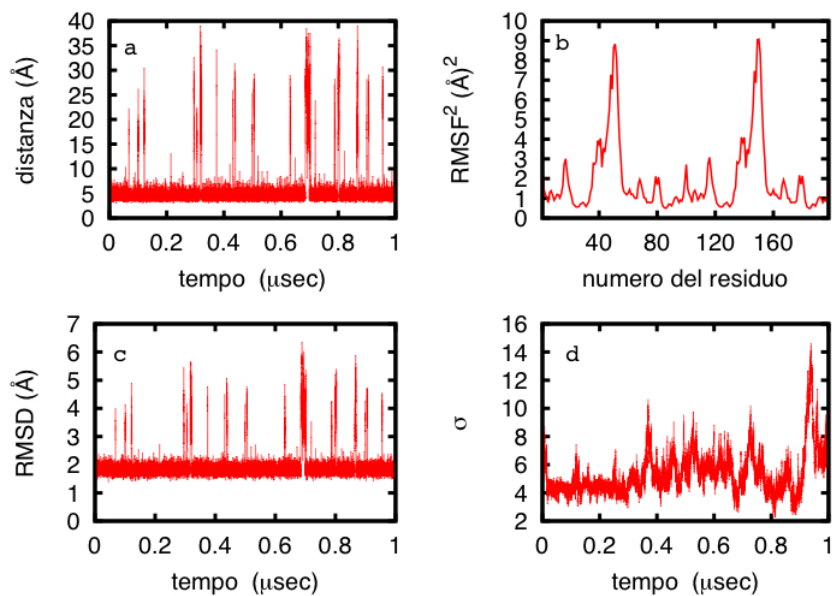 40
35
30
25
20
15
10
5
0
distanza (Å)
a
0 0.2 0.4 0.6 0.8 1
tempo (μsec)
10
9
8
7
6
5
4
3
2
1
0
RMSF² (Å)²
b
40 80 120 160
numero del residuo
7
6
5
4
3
2
1
0
RMSD (Å)
c
0 0.2 0.4 0.6 0.8 1
tempo (μsec)
16
14
12
10
8
6
4
2
σ
d
0 0.2 0.4 0.6 0.8 1
tempo (μsec)